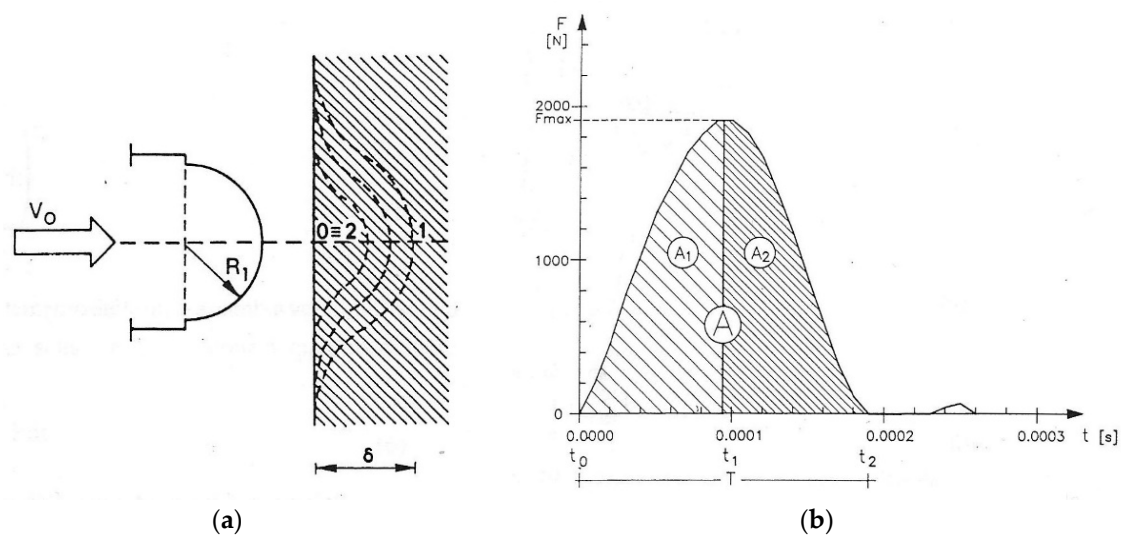 V₀
R₁
0≡2
1
δ
(a)
F
[N]
2000
Fmax
1000
0
A₁
A₂
A
0.0000
0.0001
0.0002
0.0003
t [s]
t₀
t₁
t₂
T
(b)